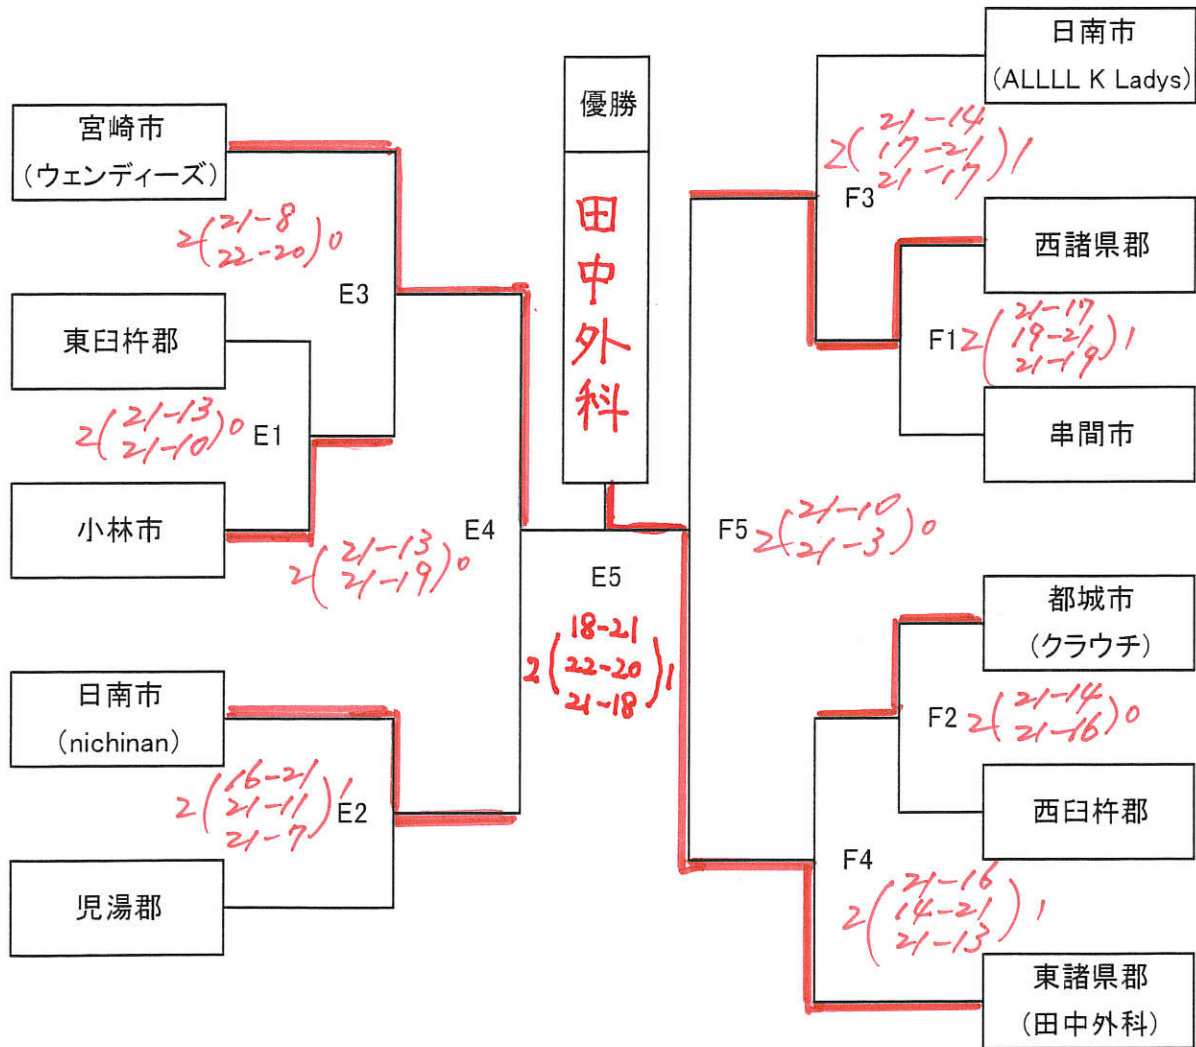 日南市
(ALLLL K Ladys)
優勝
田中外科
宮崎市
(ウェンディーズ)
2(21-14
17-21
21-17)1
F3
2(21-8
22-20)0
E3
西諸県郡
東臼杵郡
F1
2(21-17
19-21
21-19)1
2(21-13
21-10)0
E1
串間市
小林市
E4
2(21-13
21-19)0
F5
2(21-10
21-3)0
E5
2(18-21
22-20
21-18)1
都城市
(クラウチ)
日南市
(nichinan)
F2
2(21-14
21-16)0
2(16-21
21-11
21-7)1
E2
西臼杵郡
F4
2(21-16
14-21
21-13)1
児湯郡
東諸県郡
(田中外科)